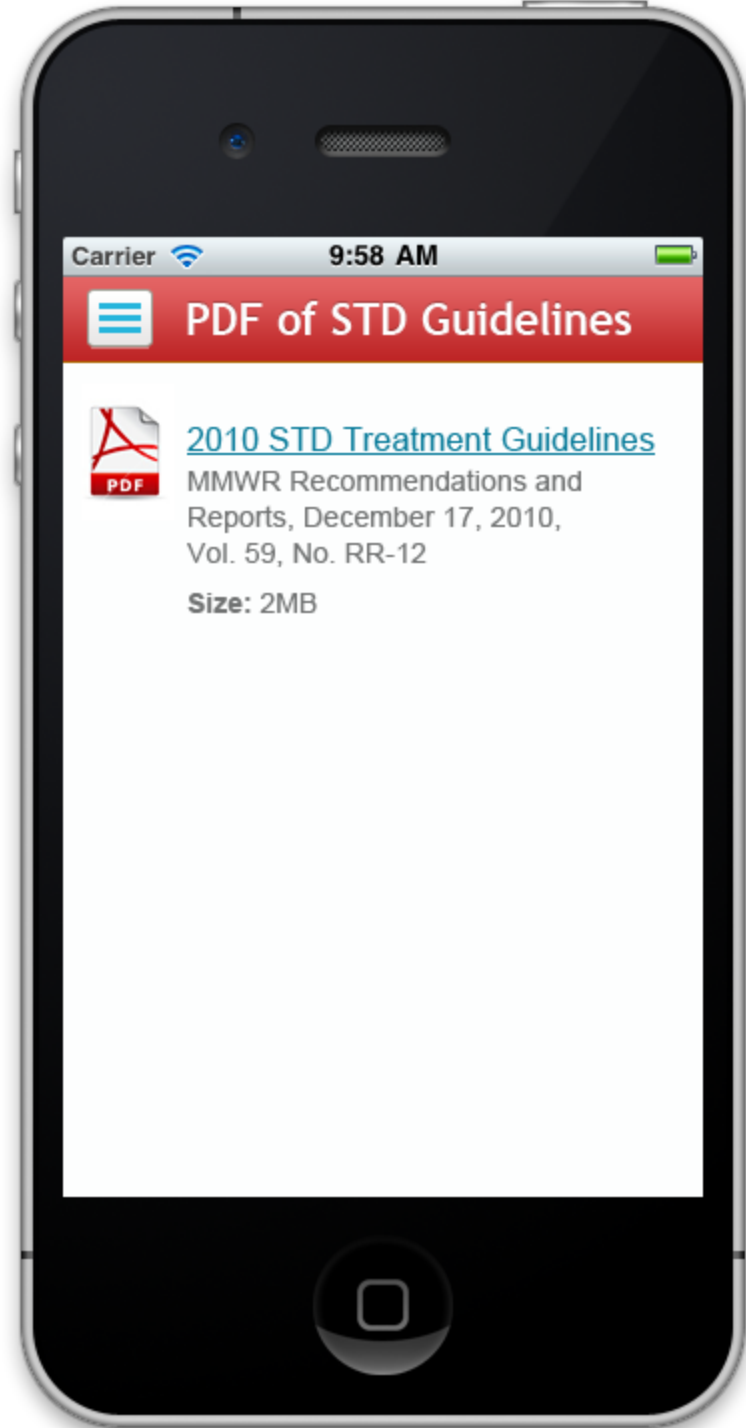 Carrier 9:58 AM
PDF of STD Guidelines
PDF
2010 STD Treatment Guidelines
MMWR Recommendations and
Reports, December 17, 2010,
Vol. 59, No. RR-12
Size: 2MB